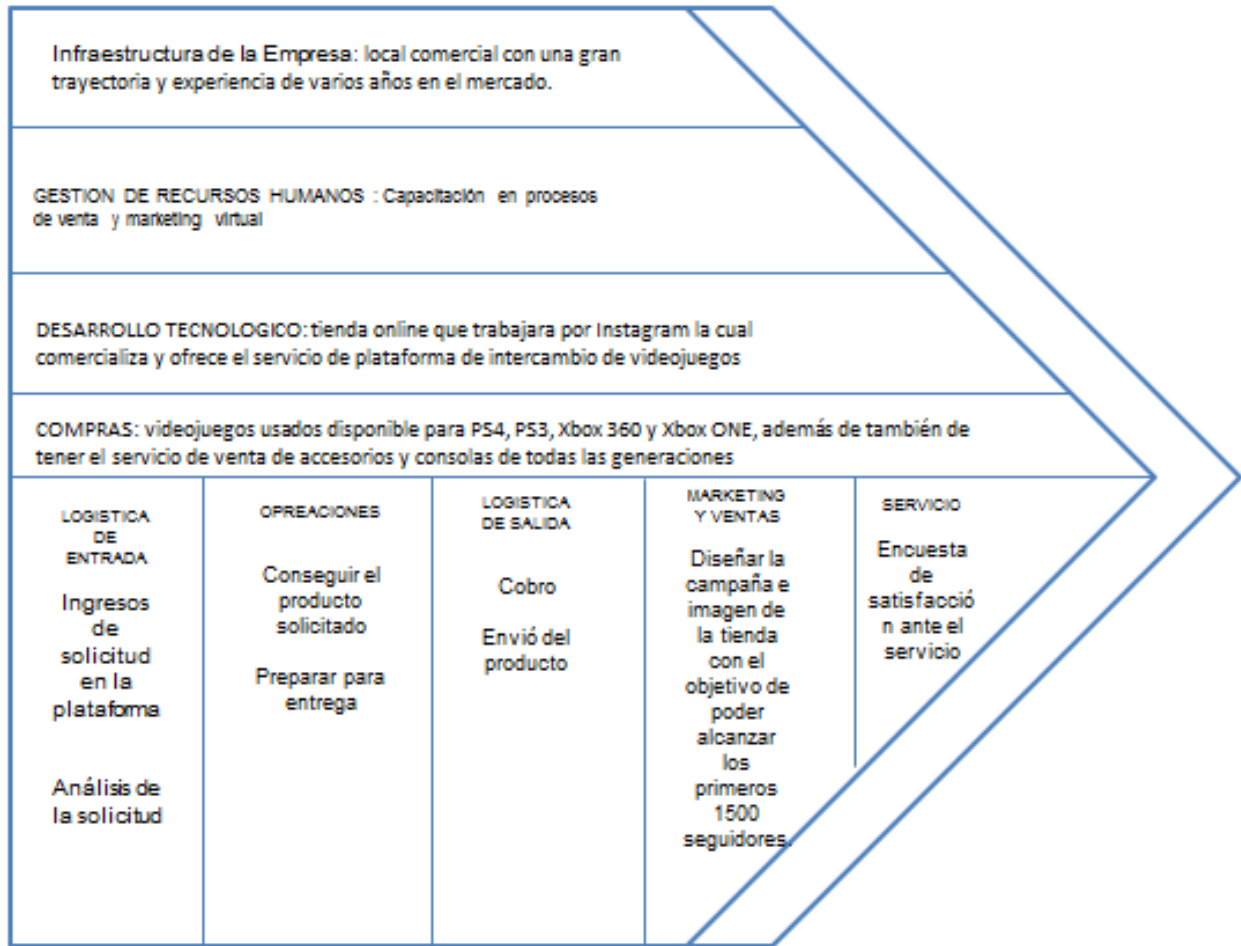 Infraestructura de la Empresa: local comercial con una gran
trayectoria y experiencia de varios años en el mercado.
GESTION DE RECURSOS HUMANOS : Capacitación en procesos
de venta y marketing virtual
DESARROLLO TECNOLOGICO: tienda online que trabajara por Instagram la cual
comercializa y ofrece el servicio de plataforma de intercambio de videojuegos
COMPRAS: videojuegos usados disponible para PS4, PS3, Xbox 360 y Xbox ONE, además de también de
tener el servicio de venta de accesorios y consolas de todas las generaciones
LOGISTICA
DE
ENTRADA
Ingresos
de
solicitud
en la
plataforma
Análisis de
la solicitud
OPREACIONES
Conseguir el
producto
solicitado
Preparar para
entrega
LOGISTICA
DE SALIDA
Cobro
Envió del
producto
MARKETING
Y VENTAS
Diseñar la
campaña e
imagen de
la tienda
con el
objetivo de
poder
alcanzar
los
primeros
1500
seguidores.
SERVICIO
Encuesta
de
satisfacció
n ante el
servicio